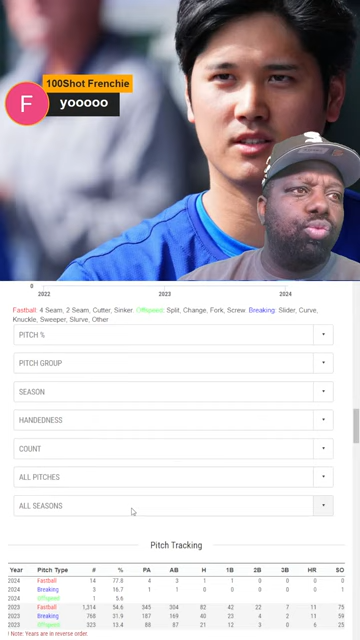 100Shot Frenchie
F
yooooo
0
2022 2023 2024
Fastball: 4 Seam, 2 Seam, Cutter, Sinker Offspeed: Split, Change, Fork, Screw Breaking: Slider, Curve,
Knuckle, Sweeper, Slurve, Other
PITCH %
PITCH GROUP
SEASON
HANDEDNESS
COUNT
ALL PITCHES
ALL SEASONS
Pitch Tracking
Year Pitch Type # % PA AB H 1B 2B 3B HR SO
2024 Fastball 14 77.8 4 3 1 1 0 0 0 0
2024 Breaking 3 16.7 1 1 0 0 0 0 0 1
2024 Offspeed 1 5.6
2023 Fastball 1,314 54.6 345 304 82 42 22 7 11 75
2023 Breaking 768 31.9 187 169 40 23 4 2 11 59
2023 Offspeed 323 13.4 88 87 21 12 3 0 6 25
! Note: Years are in reverse order.